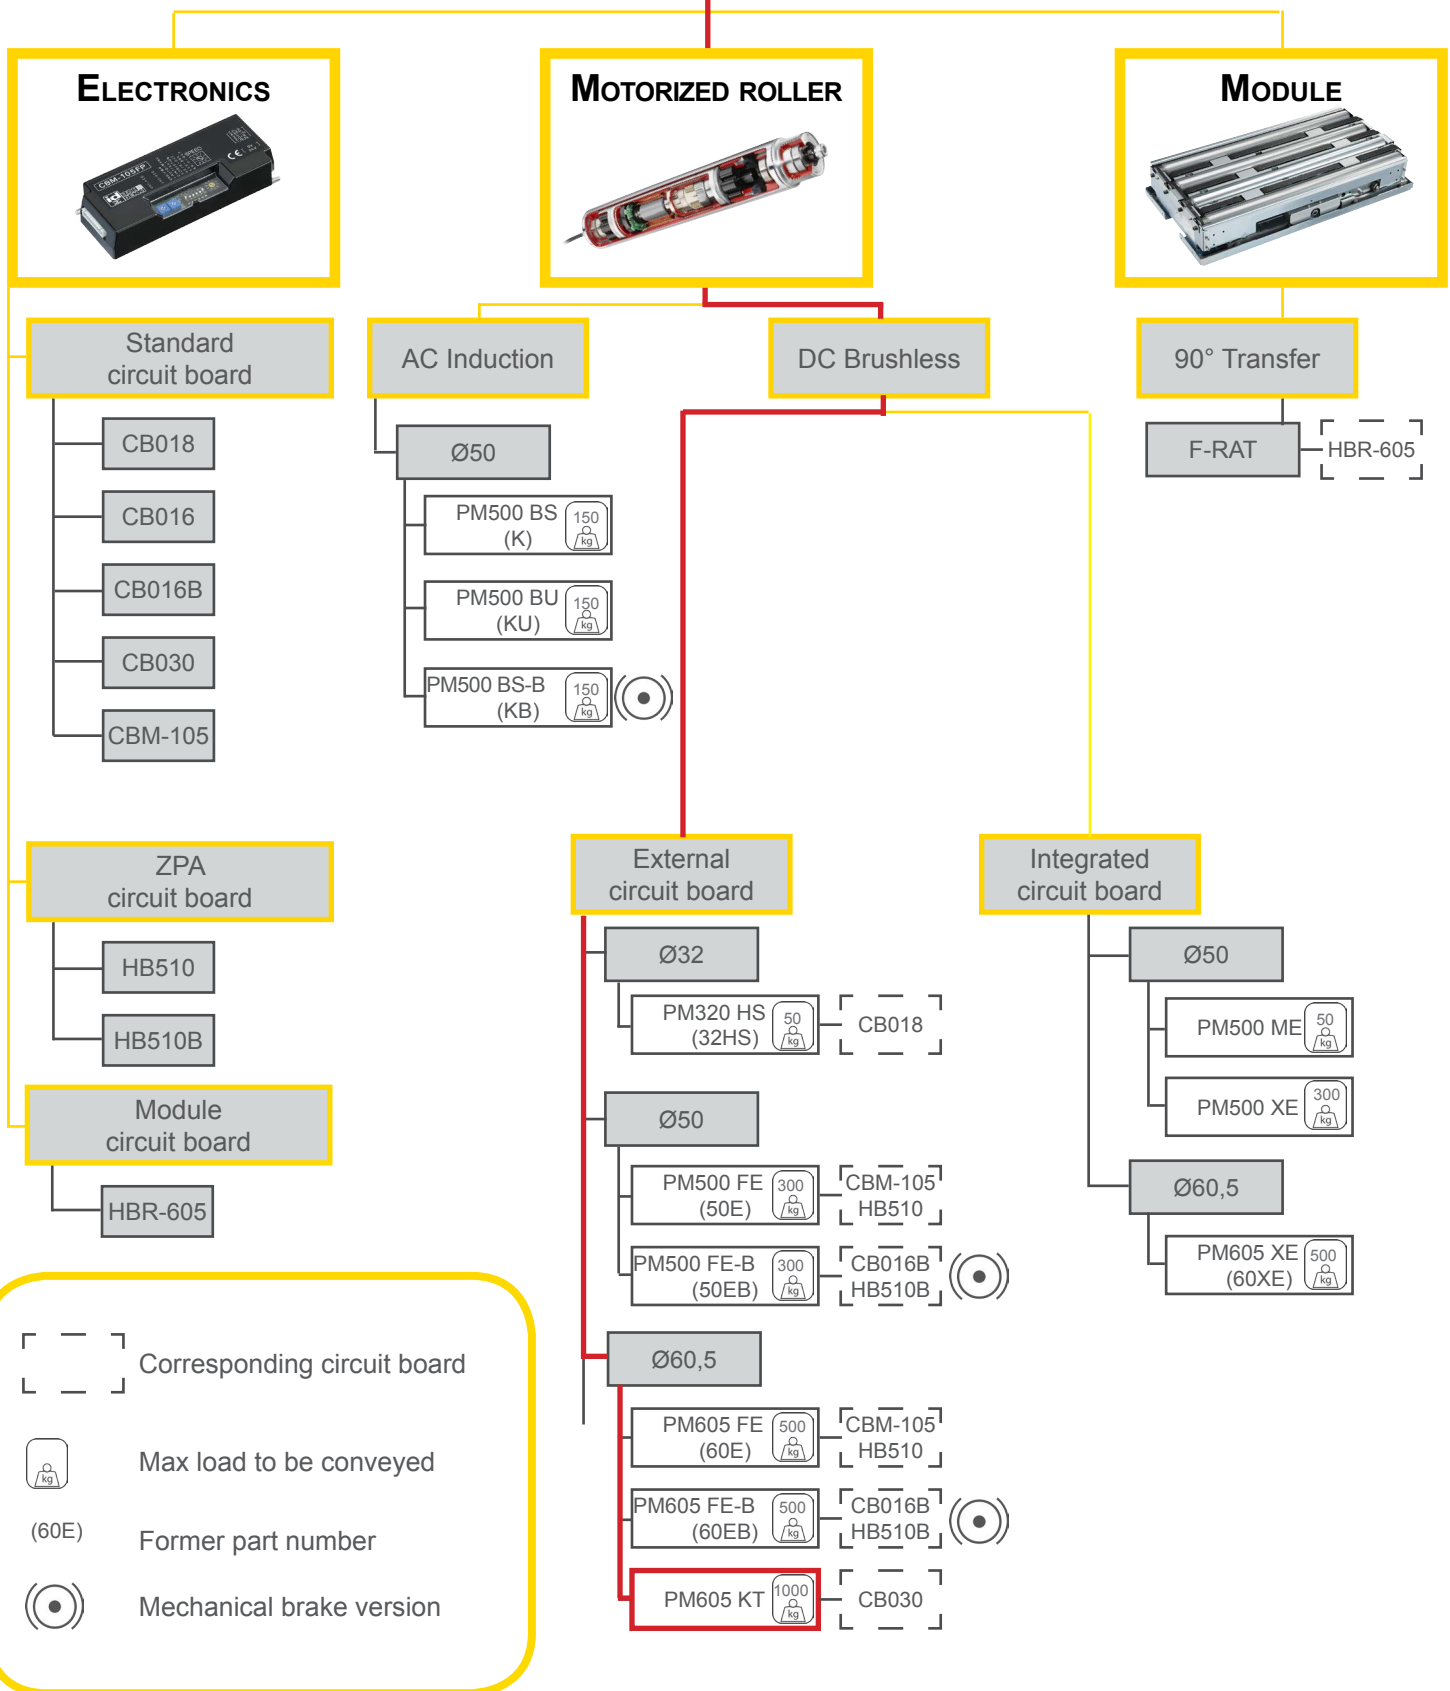 ELECTRONICS
CBM-105FP
SPEED
CE
MOTORIZED ROLLER
MODULE
Standard
circuit board
CB018
CB016
CB016B
CB030
CBM-105
ZPA
circuit board
HB510
HB510B
Module
circuit board
HBR-605
AC Induction
Ø50
PM500 BS
(K)
150
kg
PM500 BU
(KU)
150
kg
PM500 BS-B
(KB)
150
kg
DC Brushless
External
circuit board
Ø32
PM320 HS
(32HS)
50
kg
CB018
Ø50
PM500 FE
(50E)
300
kg
CBM-105
HB510
PM500 FE-B
(50EB)
300
kg
CB016B
HB510B
Ø60,5
PM605 FE
(60E)
500
kg
CBM-105
HB510
PM605 FE-B
(60EB)
500
kg
CB016B
HB510B
PM605 KT
1000
kg
CB030
Integrated
circuit board
Ø50
PM500 ME
50
kg
PM500 XE
300
kg
Ø60,5
PM605 XE
(60XE)
500
kg
90° Transfer
F-RAT
HBR-605
Corresponding circuit board
kg
Max load to be conveyed
(60E)
Former part number
Mechanical brake version